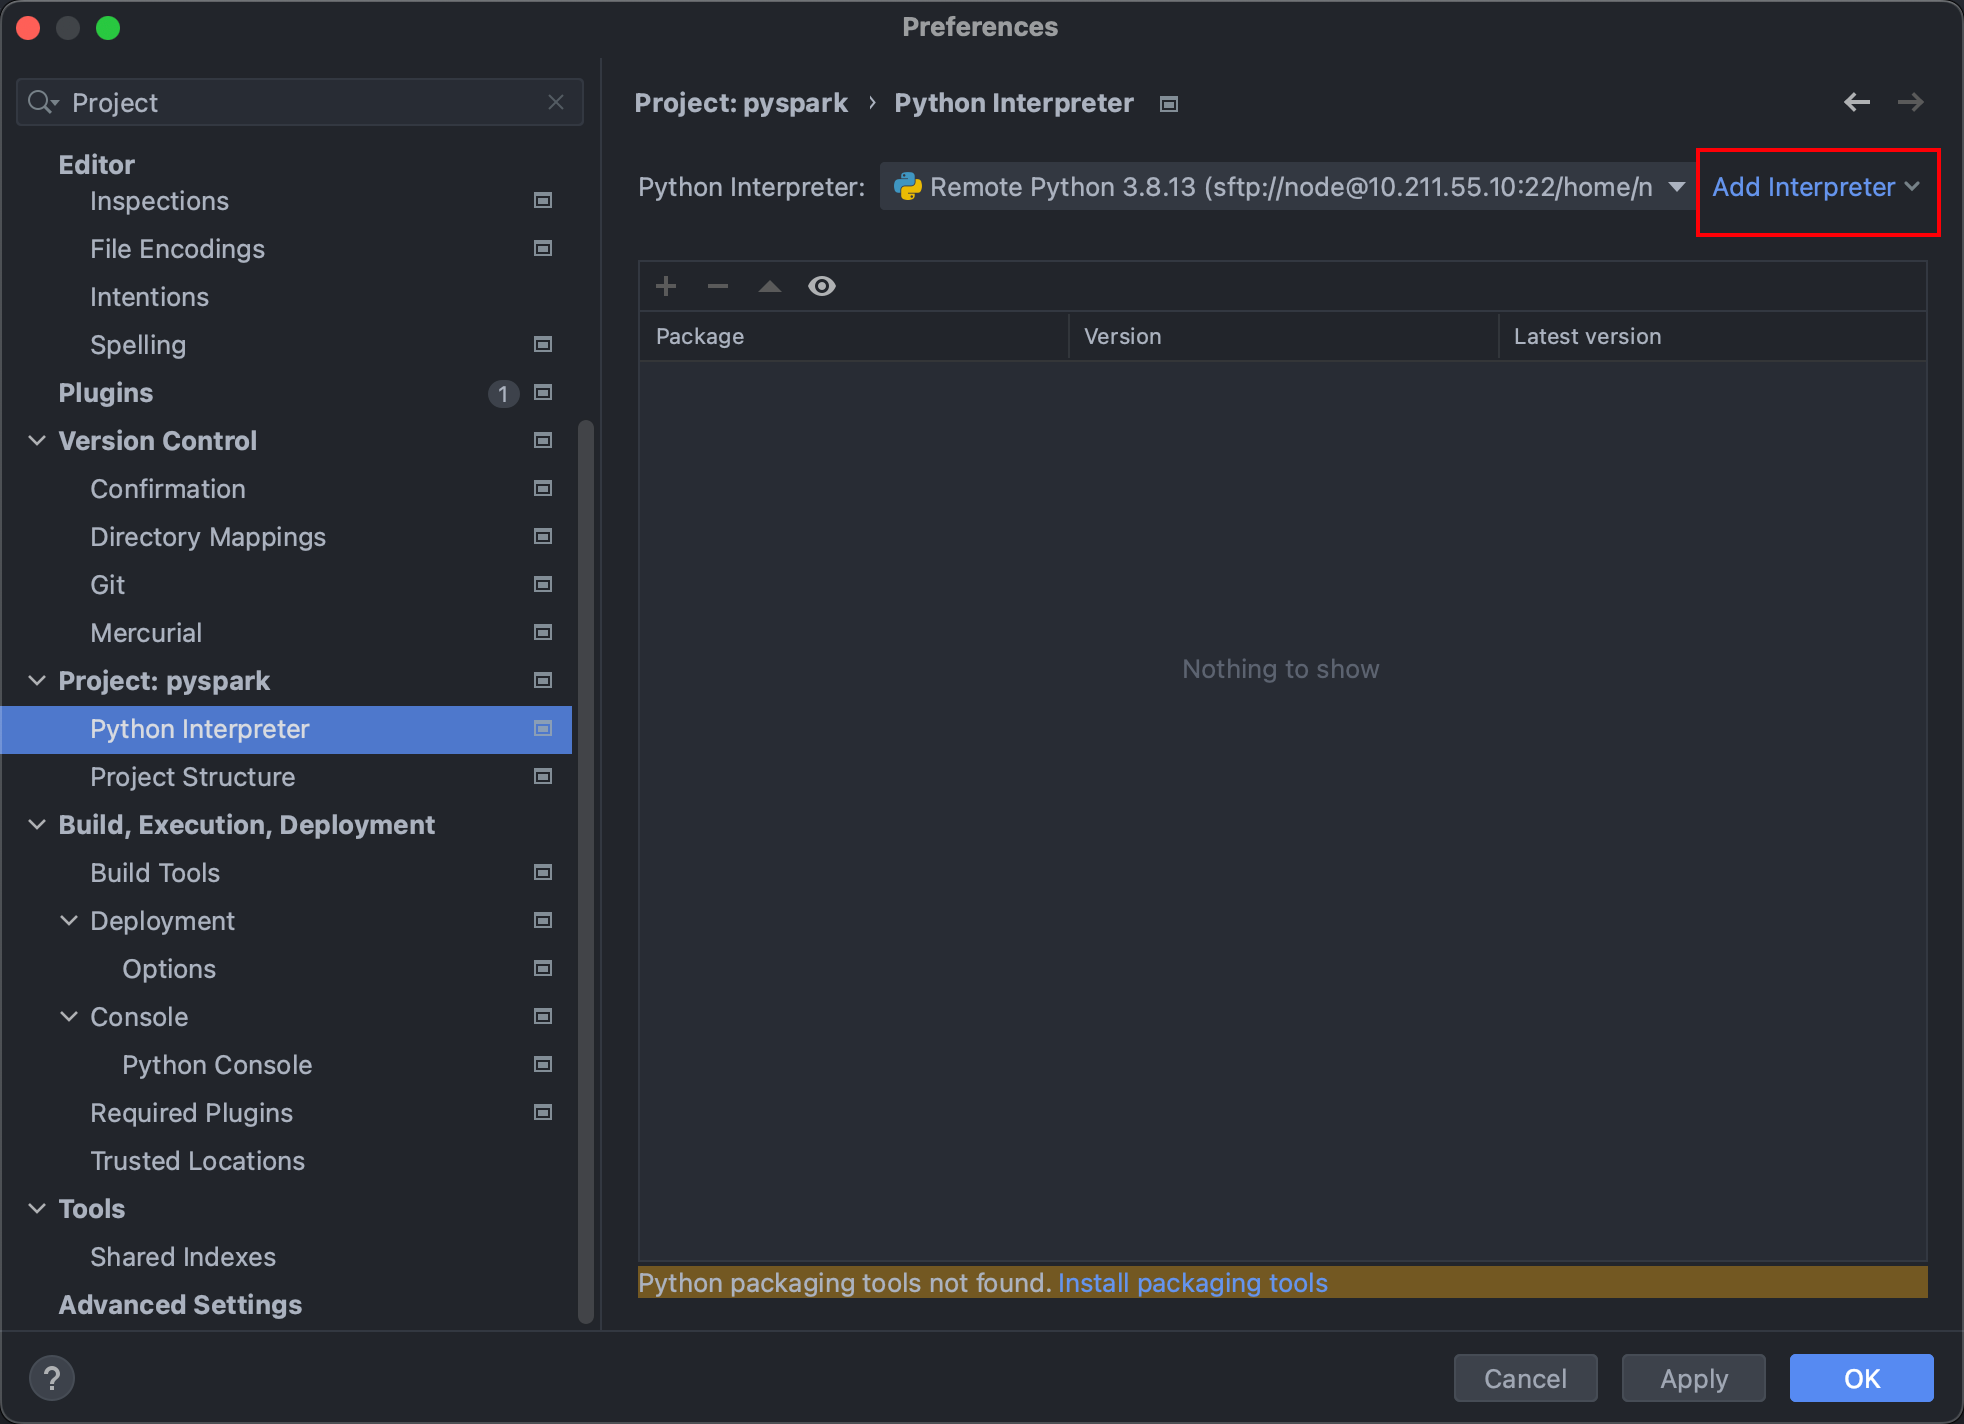 Preferences
Project
Editor
Inspections
File Encodings
Intentions
Spelling
Plugins 1
Version Control
Confirmation
Directory Mappings
Git
Mercurial
Project: pyspark
Python Interpreter
Project Structure
Build, Execution, Deployment
Build Tools
Deployment
Options
Console
Python Console
Required Plugins
Trusted Locations
Tools
Shared Indexes
Advanced Settings
Project: pyspark › Python Interpreter
Python Interpreter: Remote Python 3.8.13 (sftp://node@10.211.55.10:22/home/n Add Interpreter
Package Version Latest version
Nothing to show
Python packaging tools not found. Install packaging tools
? Cancel Apply OK